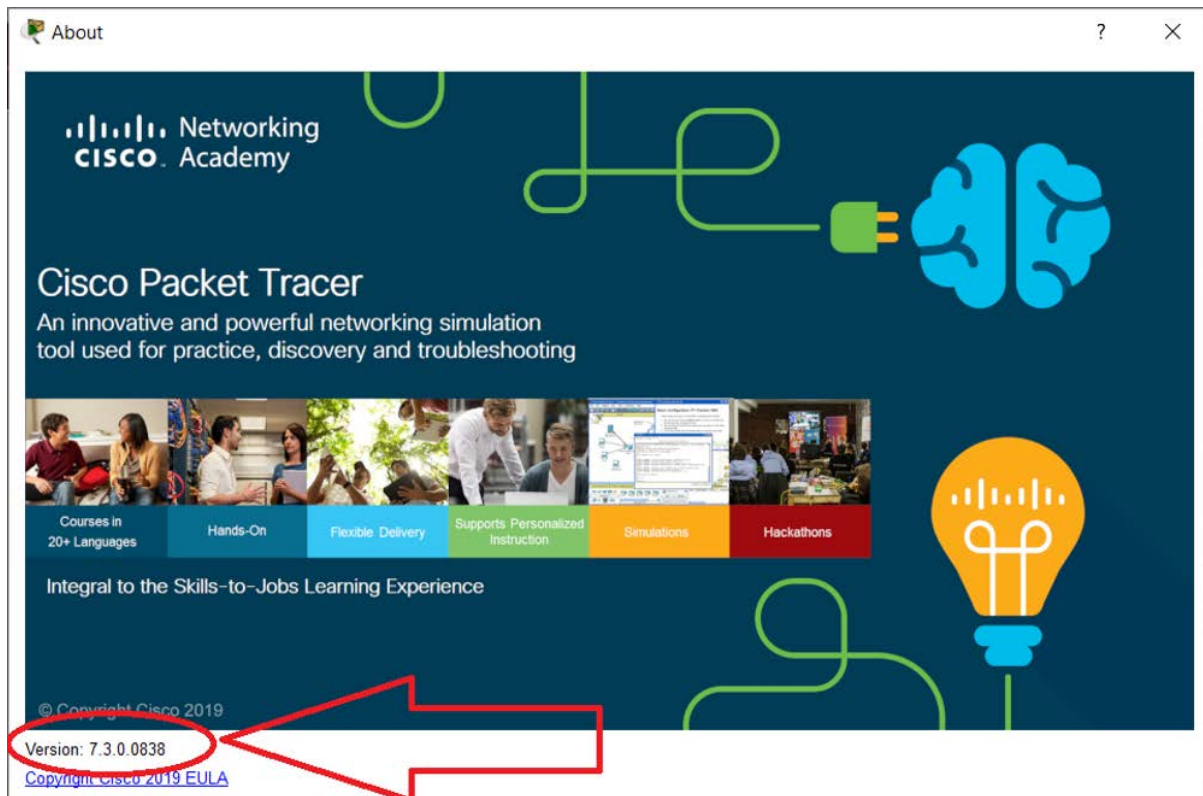 About
?
Networking
CISCO. Academy
Cisco Packet Tracer
An innovative and powerful networking simulation
tool used for practice, discovery and troubleshooting
Courses in
20+ Languages
Hands-On
Flexible Delivery
Supports Personalized
Instruction
Simulations
Hackathons
Integral to the Skills-to-Jobs Learning Experience
© Copyright Cisco 2019
Version: 7.3.0.0838
Copyright Cisco 2019 EULA